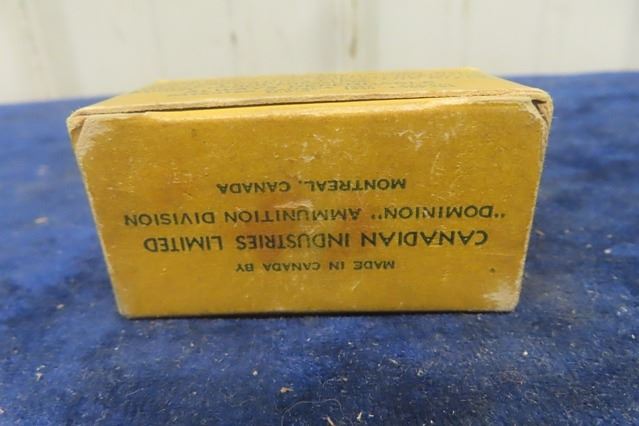 MADE IN CANADA BY
CANADIAN INDUSTRIES LIMITED
"DOMINION" AMMUNITION DIVISION
MONTREAL, CANADA